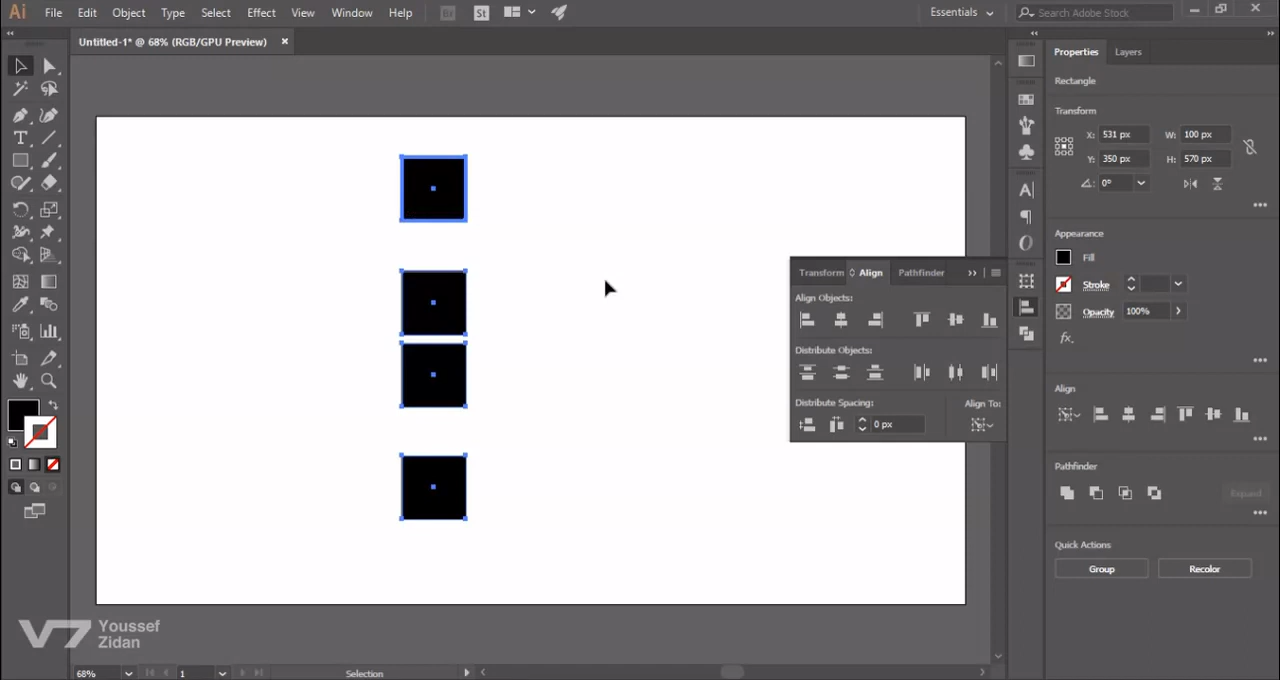 Ai File Edit Object Type Select Effect View Window Help Br St Essentials Search Adobe Stock
Untitled-1* @ 68% (RGB/GPU Preview)
Properties Layers
Rectangle
Transform
X: 531 px W: 100 px
Y: 350 px H: 570 px
0°
Appearance
Fill
Stroke
Opacity 100%
fx.
Align
Pathfinder
Expand
Quick Actions
Group Recolor
Transform Align Pathfinder
Align Objects:
Distribute Objects:
Distribute Spacing: Align To:
0 px
V7 Youssef
Zidan
68% 1 Selection